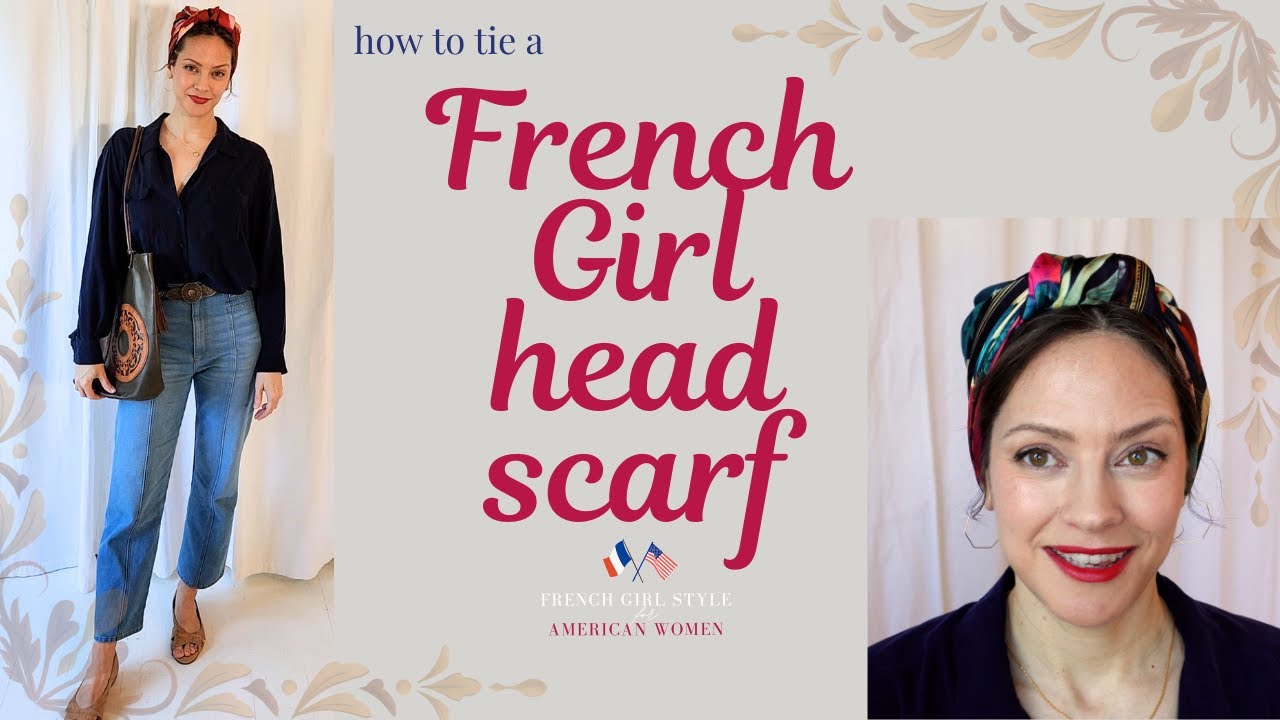 how to tie a
French
Girl
head
scarf
FRENCH GIRL STYLE
for
AMERICAN WOMEN